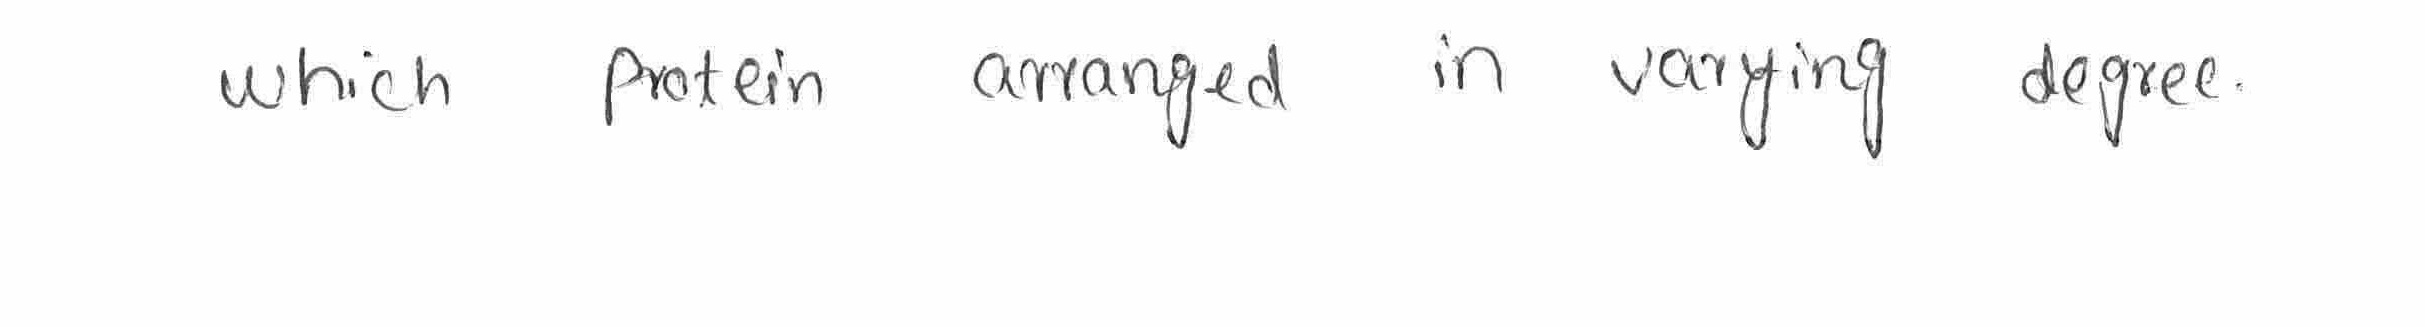 which protein arranged in varying degree.